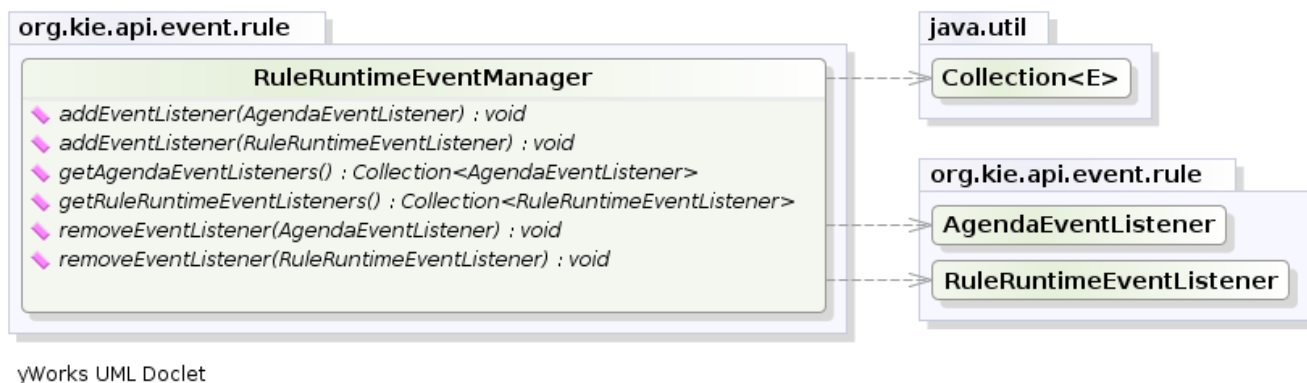 org.kie.api.event.rule
RuleRuntimeEventManager
addEventListener(AgendaEventListener) : void
addEventListener(RuleRuntimeEventListener) : void
getAgendaEventListeners() : Collection<AgendaEventListener>
getRuleRuntimeEventListeners() : Collection<RuleRuntimeEventListener>
removeEventListener(AgendaEventListener) : void
removeEventListener(RuleRuntimeEventListener) : void
java.util
Collection<E>
org.kie.api.event.rule
AgendaEventListener
RuleRuntimeEventListener
yWorks UML Doclet